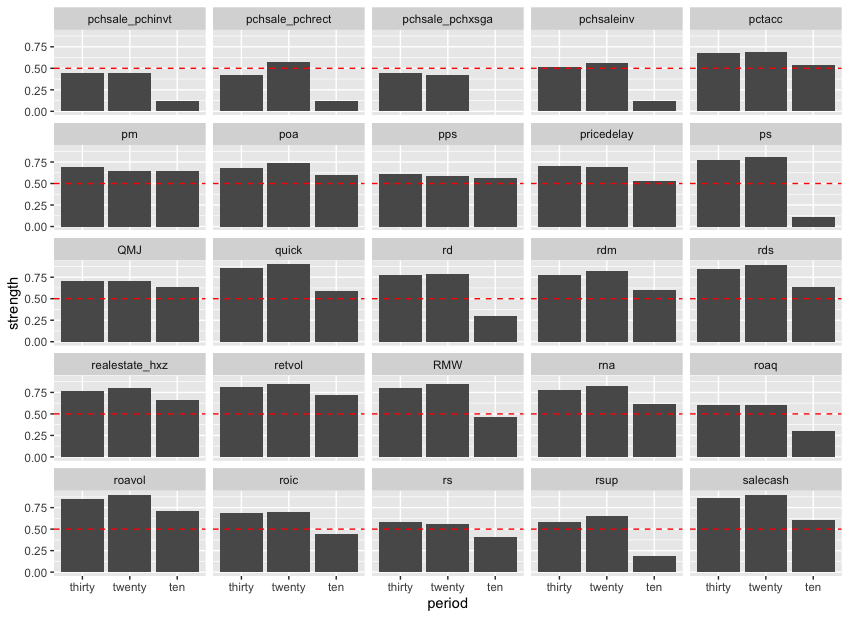 pchsale_pchinvt pchsale_pchrect pchsale_pchxsga pchsaleinv pctacc
0.75
0.50
0.25
0.00
pm poa pps pricedelay ps
0.75
0.50
0.25
0.00
QMJ quick rd rdm rds
0.75
0.50
0.25
0.00
realestate_hxz retvol RMW rna roaq
0.75
0.50
0.25
0.00
roavol roic rs rsup salecash
0.75
0.50
0.25
0.00
strength
thirty twenty ten thirty twenty ten thirty twenty ten thirty twenty ten thirty twenty ten
period